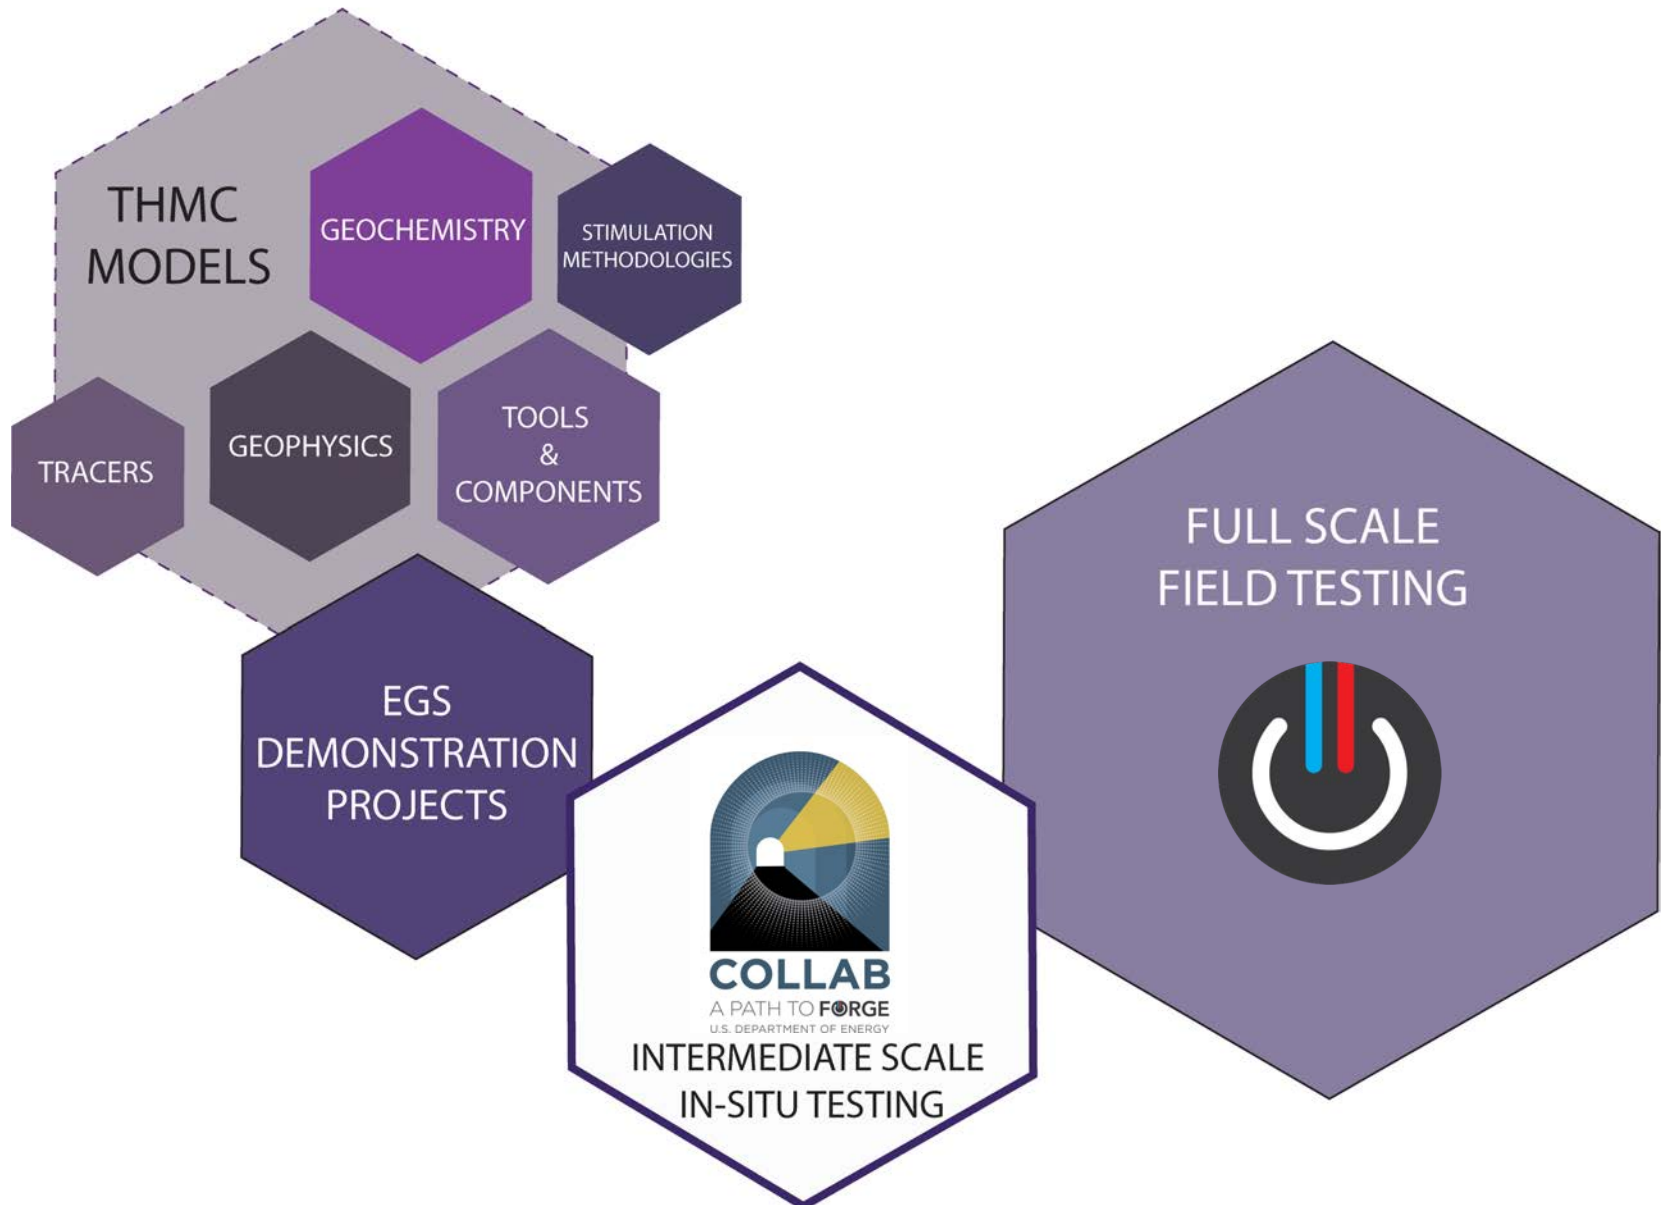 THMC
MODELS
GEOCHEMISTRY
STIMULATION
METHODOLOGIES
TRACERS
GEOPHYSICS
TOOLS
&
COMPONENTS
EGS
DEMONSTRATION
PROJECTS
COLLAB
A PATH TO FORGE
U.S. DEPARTMENT OF ENERGY
INTERMEDIATE SCALE
IN-SITU TESTING
FULL SCALE
FIELD TESTING